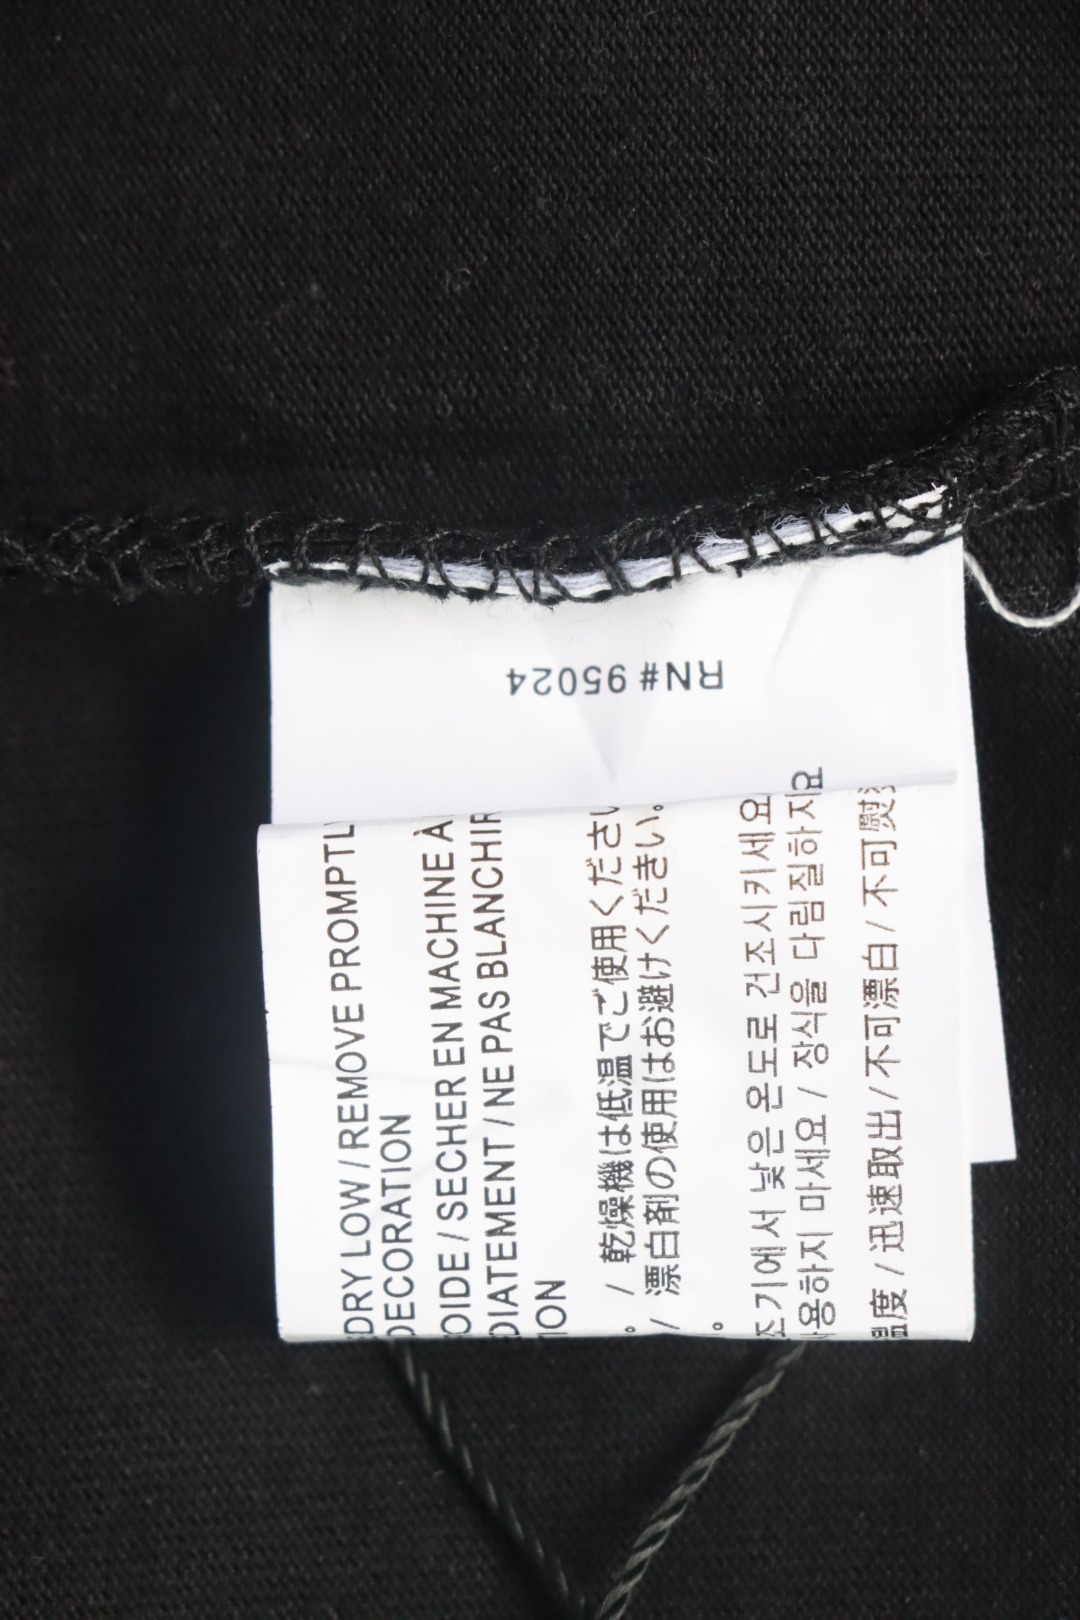 RN# 95024
DRY LOW / REMOVE PROMPTL
DECORATION
OIDE / SECHER EN MACHINE À
DIATEMENT / NE PAS BLANCHIR
ION
。 / 乾燥機は低温でご使用くださ
/ 漂白剤の使用はお避けください。
。
조기에서 낮은 온도로 건조시키세요
사용하지 마세요 / 장식을 다림질하지
温度 / 迅速取出 / 不可漂白 / 不可熨